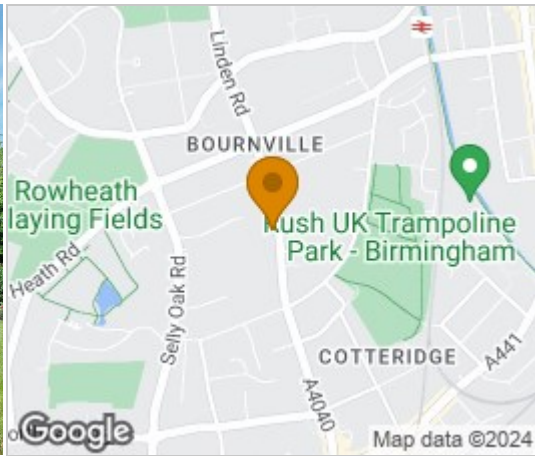 Linden Rd
BOURNVILLE
Rowheath
laying Fields
Rush UK Trampoline
Park - Birmingham
Heath Rd
Selly Oak Rd
COTTERIDGE
A441
A4040
Google
Map data ©2024